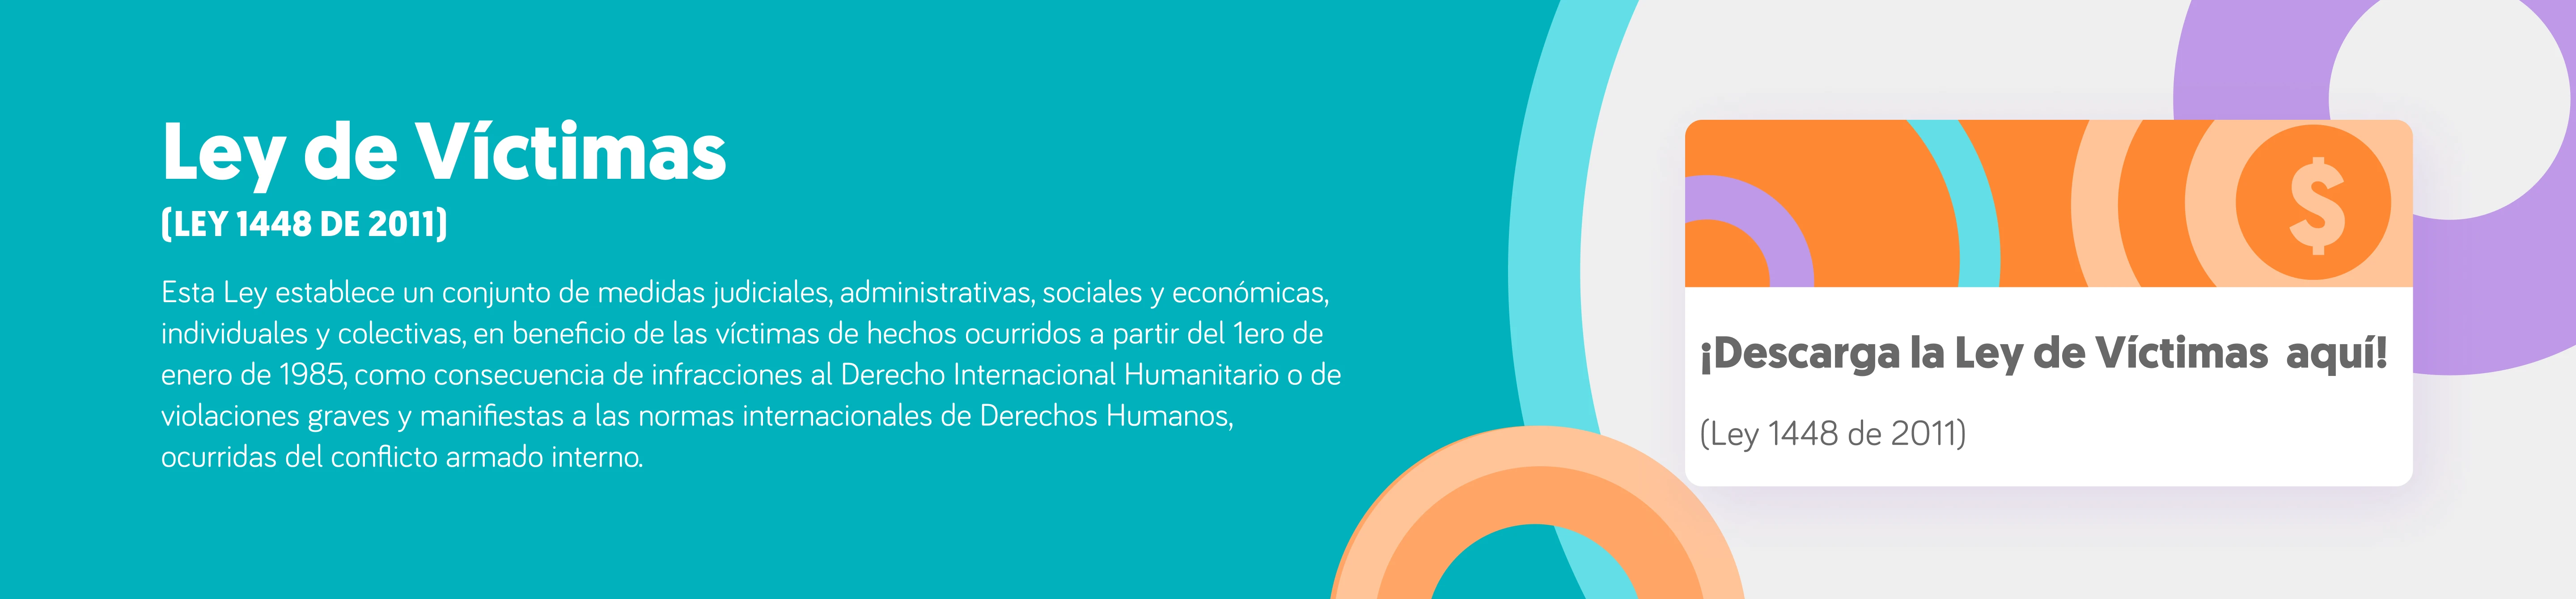 Ley de Víctimas
(LEY 1448 DE 2011)
Esta Ley establece un conjunto de medidas judiciales, administrativas, sociales y económicas,
individuales y colectivas, en beneficio de las víctimas de hechos ocurridos a partir del 1ero de
enero de 1985, como consecuencia de infracciones al Derecho Internacional Humanitario o de
violaciones graves y manifiestas a las normas internacionales de Derechos Humanos,
ocurridas del conflicto armado interno.
$
¡Descarga la Ley de Víctimas  aquí!
(Ley 1448 de 2011)